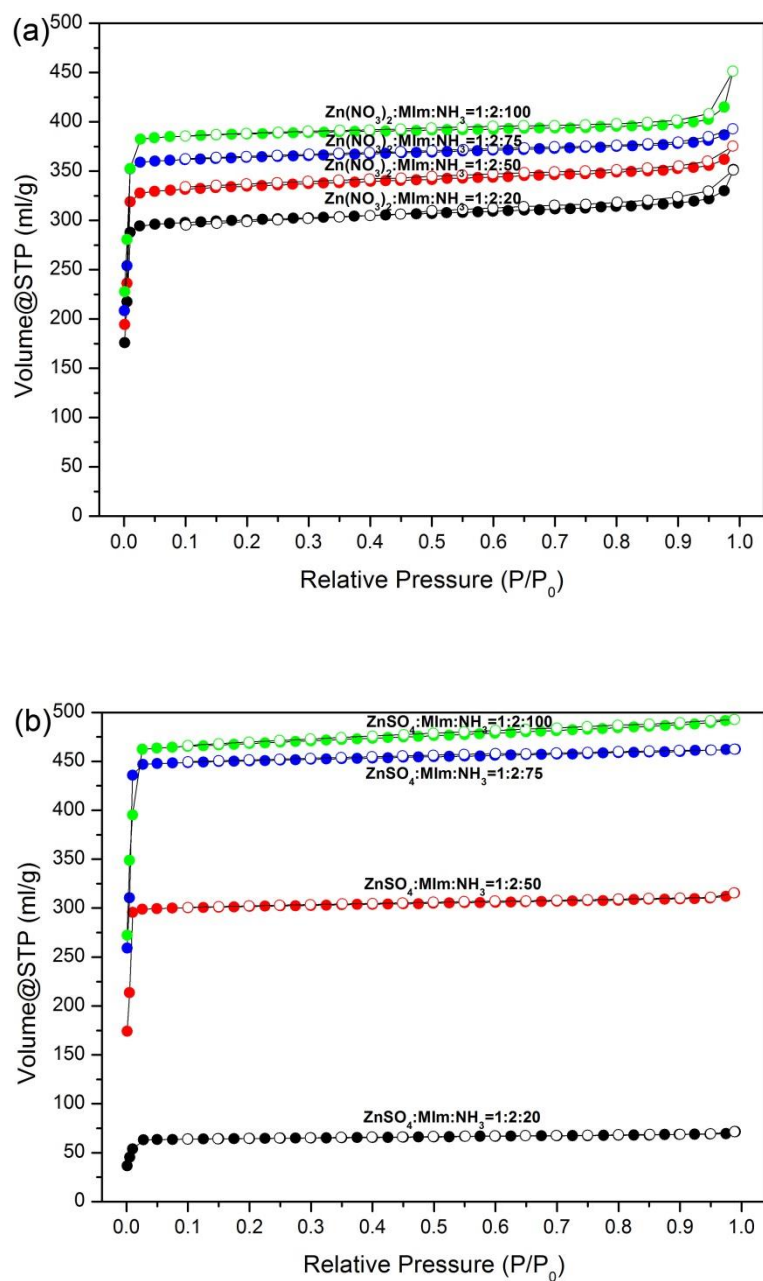 (a)
500
450
400
350
300
250
200
150
100
50
0
Volume@STP (ml/g)
Zn(NO₃)₂:MIm:NH₃=1:2:100
Zn(NO₃)₂:MIm:NH₃=1:2:75
Zn(NO₃)₂:MIm:NH₃=1:2:50
Zn(NO₃)₂:MIm:NH₃=1:2:20
0.0 0.1 0.2 0.3 0.4 0.5 0.6 0.7 0.8 0.9 1.0
Relative Pressure (P/P₀)
(b)
500
450
400
350
300
250
200
150
100
50
0
Volume@STP (ml/g)
ZnSO₄:MIm:NH₃=1:2:100
ZnSO₄:MIm:NH₃=1:2:75
ZnSO₄:MIm:NH₃=1:2:50
ZnSO₄:MIm:NH₃=1:2:20
0.0 0.1 0.2 0.3 0.4 0.5 0.6 0.7 0.8 0.9 1.0
Relative Pressure (P/P₀)